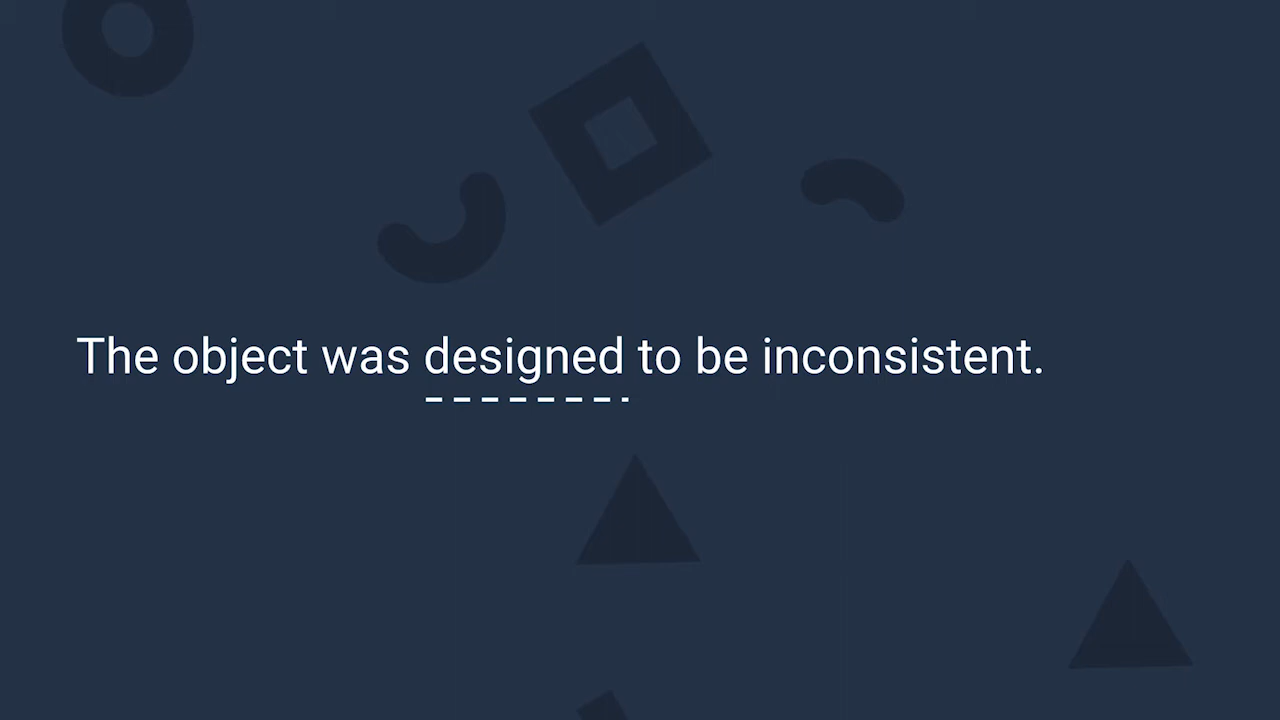 The object was designed to be inconsistent.